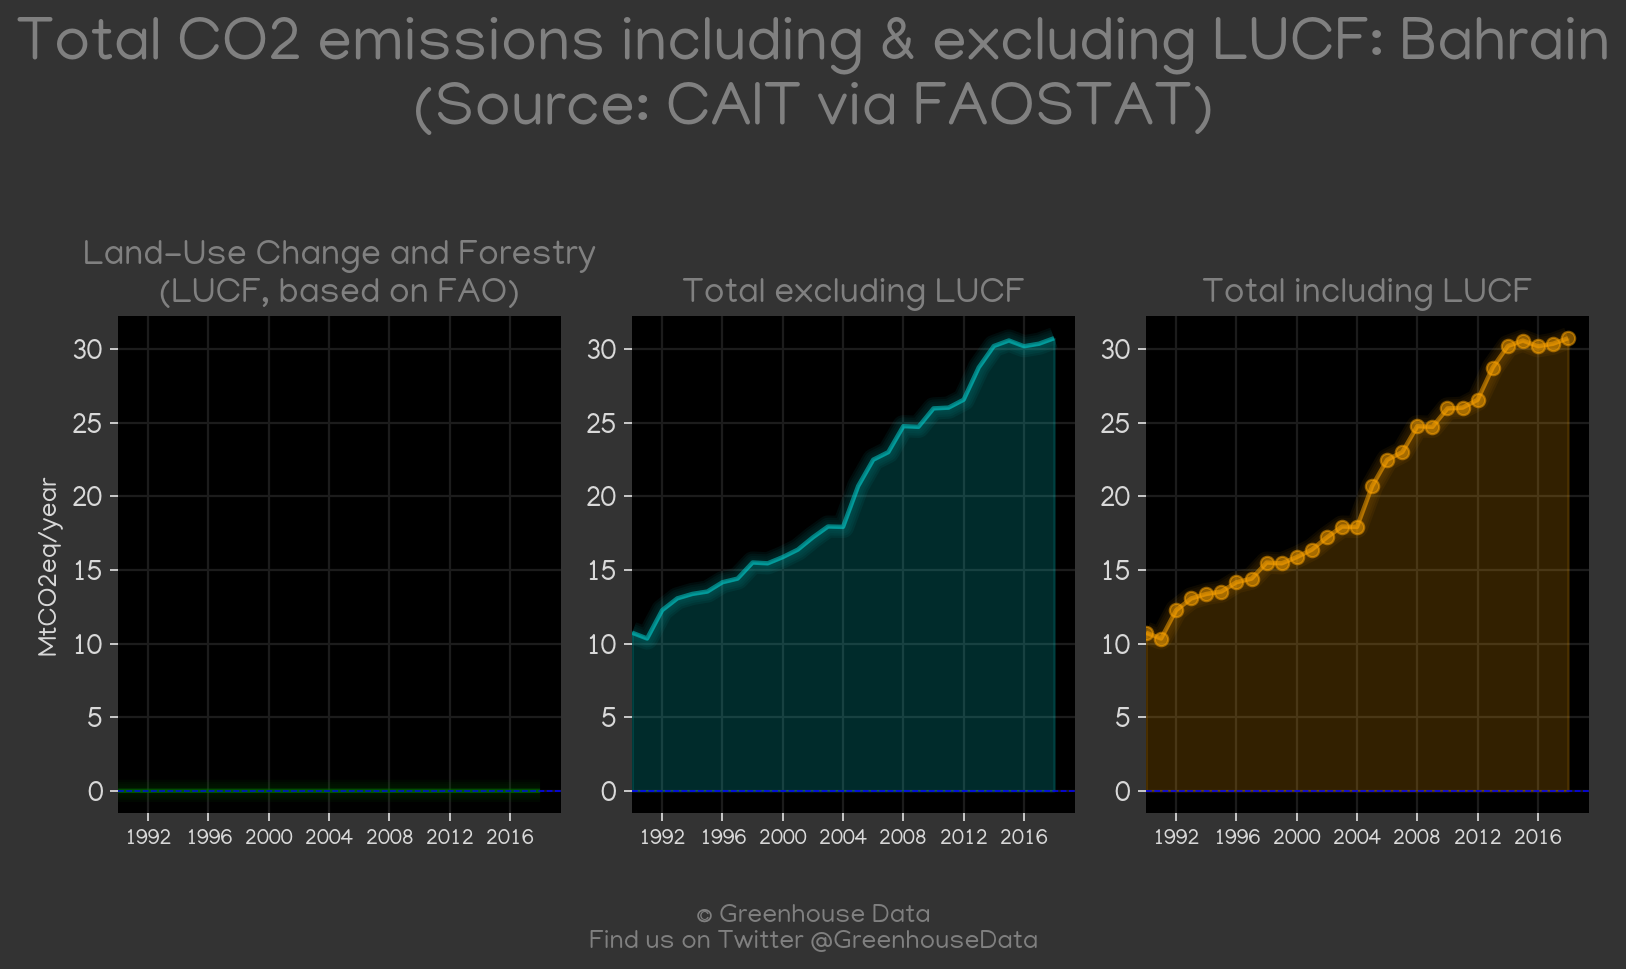 Total CO2 emissions including & excluding LUCF: Bahrain
(Source: CAIT via FAOSTAT)
Land-Use Change and Forestry
(LUCF, based on FAO)
Total excluding LUCF
Total including LUCF
MtCO2eq/year
30
25
20
15
10
5
0
1992 1996 2000 2004 2008 2012 2016
30
25
20
15
10
5
0
1992 1996 2000 2004 2008 2012 2016
30
25
20
15
10
5
0
1992 1996 2000 2004 2008 2012 2016
© Greenhouse Data
Find us on Twitter @GreenhouseData